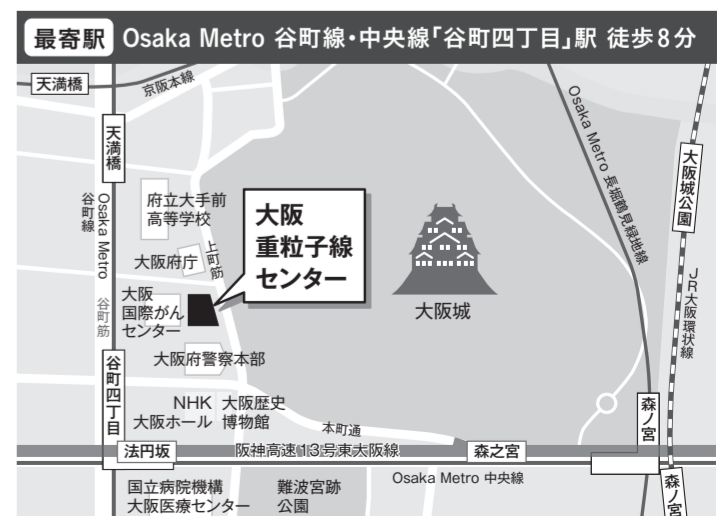 最寄駅 Osaka Metro 谷町線・中央線「谷町四丁目」駅 徒歩8分
天満橋
京阪本線
天満橋
Osaka Metro
谷町線
谷町筋
府立大手前
高等学校
上町筋
大阪府庁
大阪
重粒子線
センター
大阪
国際がん
センター
大阪府警察本部
谷町四丁目
NHK
大阪ホール
大阪歴史
博物館
大阪城
Osaka Metro 長堀鶴見緑地線
大阪城公園
JR大阪環状線
森ノ宮
本町通
法円坂
阪神高速13号東大阪線
森之宮
Osaka Metro 中央線
森ノ宮
国立病院機構
大阪医療センター
難波宮跡
公園